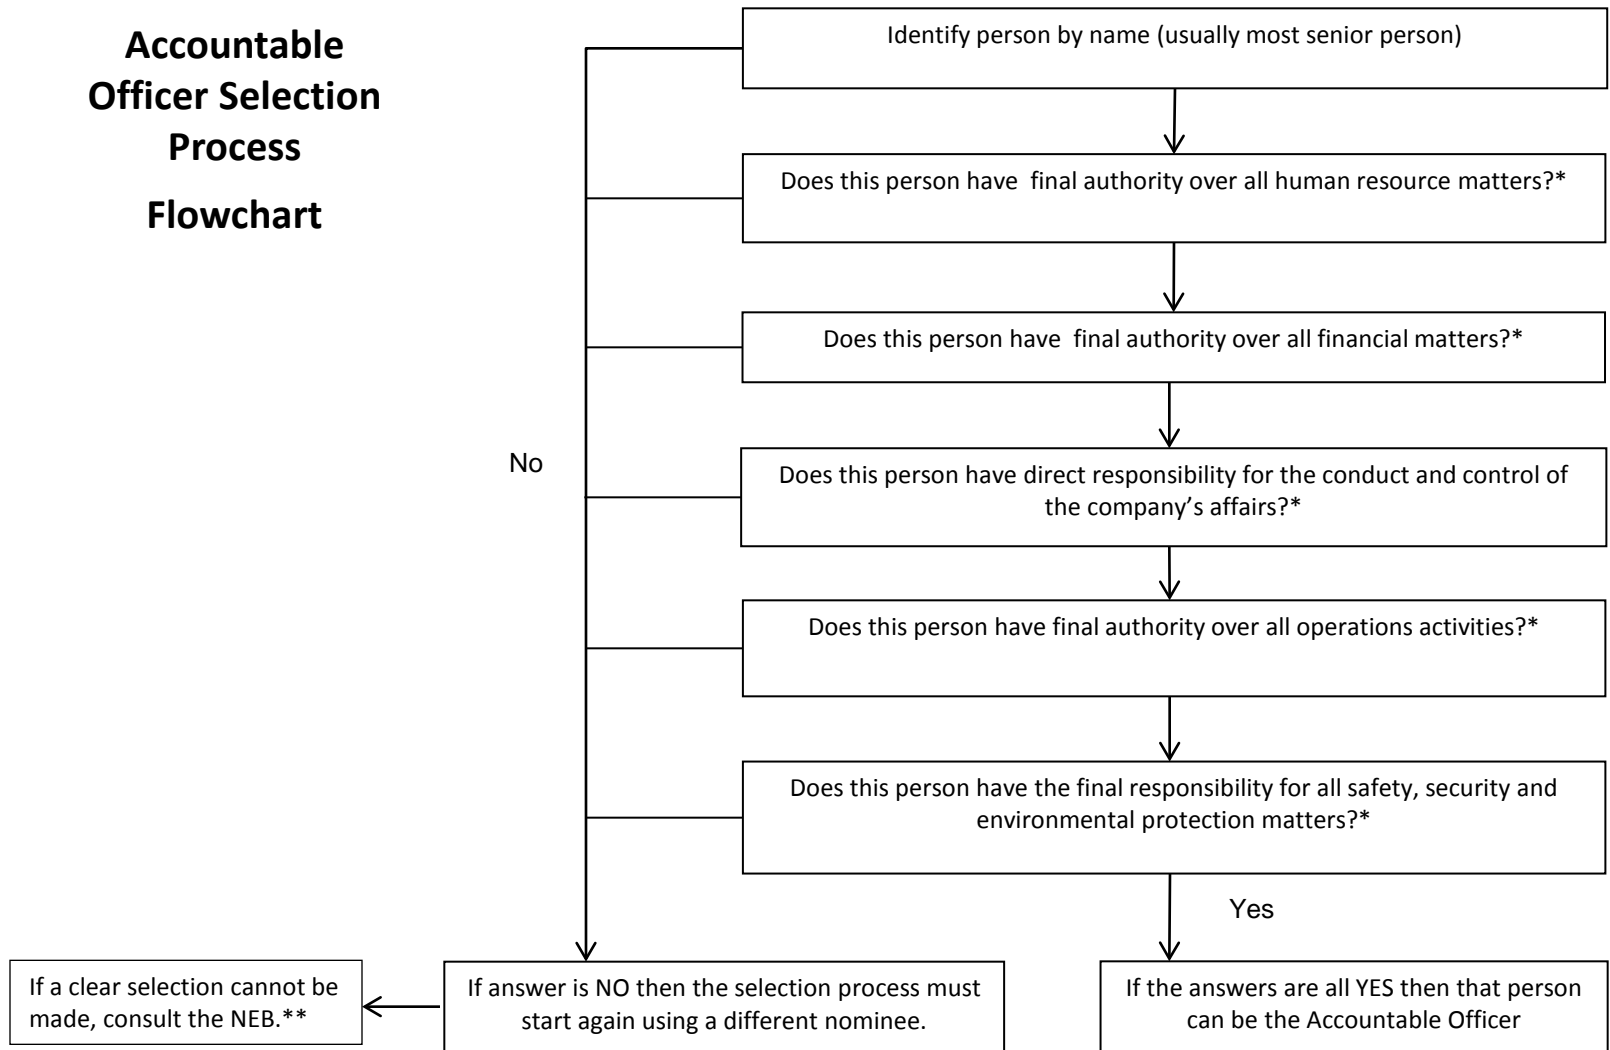 Accountable
Officer Selection
Process
Flowchart
Identify person by name (usually most senior person)
Does this person have  final authority over all human resource matters?*
Does this person have  final authority over all financial matters?*
No
Does this person have direct responsibility for the conduct and control of
the company’s affairs?*
Does this person have final authority over all operations activities?*
Does this person have the final responsibility for all safety, security and
environmental protection matters?*
Yes
If a clear selection cannot be
made, consult the NEB.**
If answer is NO then the selection process must
start again using a different nominee.
If the answers are all YES then that person
can be the Accountable Officer